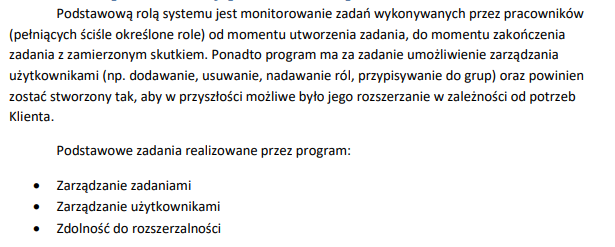 Podstawową rolą systemu jest monitorowanie zadań wykonywanych przez pracowników
(pełniących ściśle określone role) od momentu utworzenia zadania, do momentu zakończenia
zadania z zamierzonym skutkiem. Ponadto program ma za zadanie umożliwienie zarządzania
użytkownikami (np. dodawanie, usuwanie, nadawanie ról, przypisywanie do grup) oraz powinien
zostać stworzony tak, aby w przyszłości możliwe było jego rozszerzanie w zależności od potrzeb
Klienta.
Podstawowe zadania realizowane przez program:
• Zarządzanie zadaniami
• Zarządzanie użytkownikami
• Zdolność do rozszerzalności